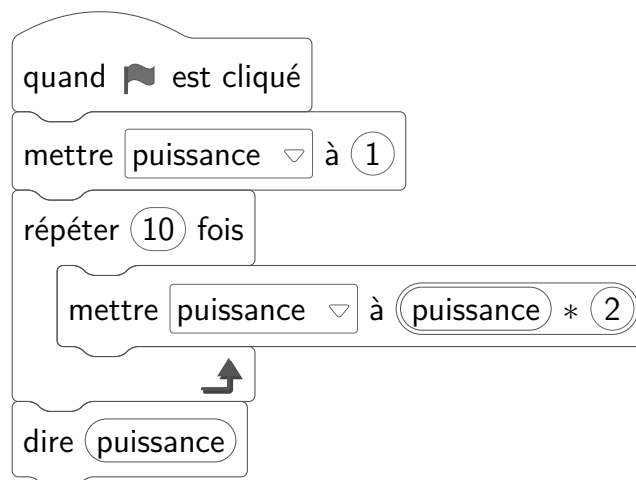 quand est cliqué
mettre puissance à 1
répéter 10 fois
mettre puissance à puissance * 2
dire puissance